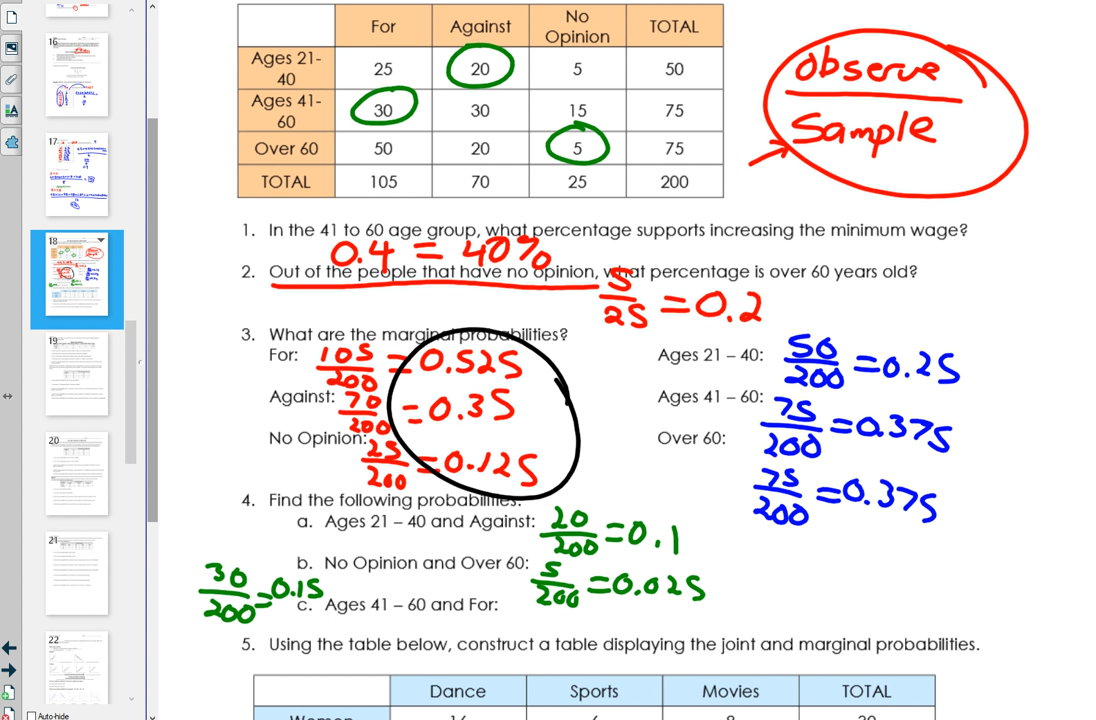 16
17
18
19
20
21
22
Auto-hide
For Against No Opinion TOTAL
Ages 21-40 25 20 5 50
Ages 41-60 30 30 15 75
Over 60 50 20 5 75
TOTAL 105 70 25 200
observe
Sample
1. In the 41 to 60 age group, what percentage supports increasing the minimum wage?
0.4 = 40%
2. Out of the people that have no opinion, what percentage is over 60 years old?
5/25 = 0.2
3. What are the marginal probabilities?
For: 105/200 = 0.525
Against: 70/200 = 0.35
No Opinion: 25/200 = 0.125
Ages 21 – 40: 50/200 = 0.25
Ages 41 – 60: 75/200 = 0.375
Over 60: 75/200 = 0.375
4. Find the following probabilities:
a. Ages 21 – 40 and Against: 20/200 = 0.1
b. No Opinion and Over 60: 5/200 = 0.025
30/200 = 0.15
c. Ages 41 – 60 and For:
5. Using the table below, construct a table displaying the joint and marginal probabilities.
Dance Sports Movies TOTAL